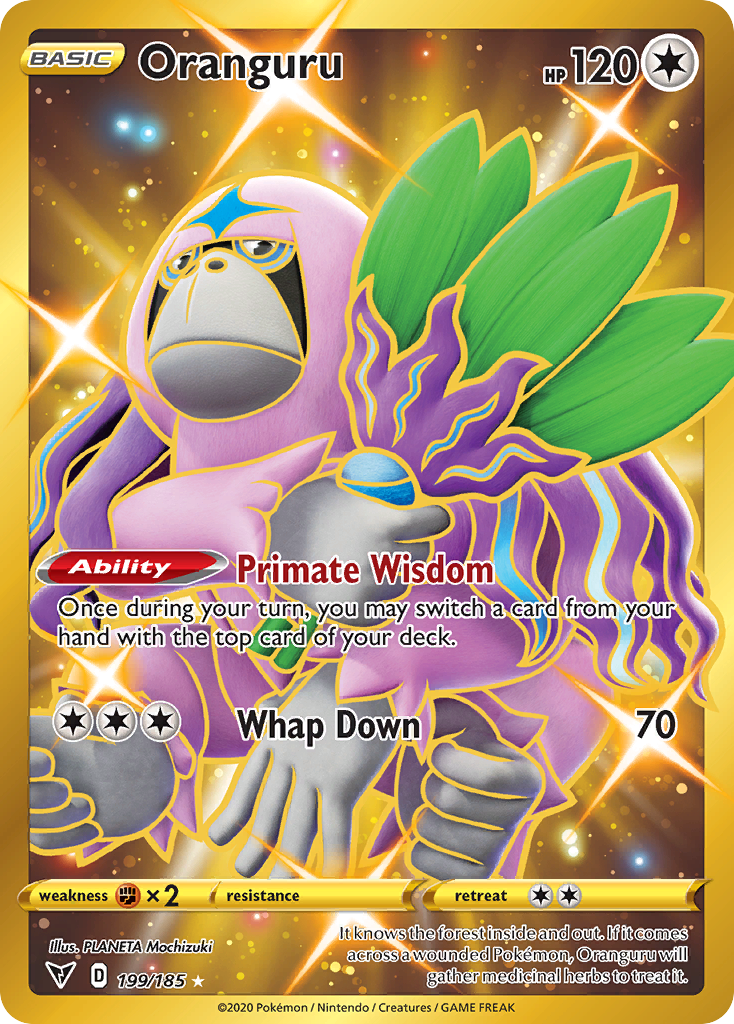 BASIC Oranguru HP 120
Ability Primate Wisdom
Once during your turn, you may switch a card from your
hand with the top card of your deck.
Whap Down 70
weakness ×2 resistance retreat
Illus. PLANETA Mochizuki
It knows the forest inside and out. If it comes
across a wounded Pokémon, Oranguru will
gather medicinal herbs to treat it.
D 199/185
©2020 Pokémon / Nintendo / Creatures / GAME FREAK